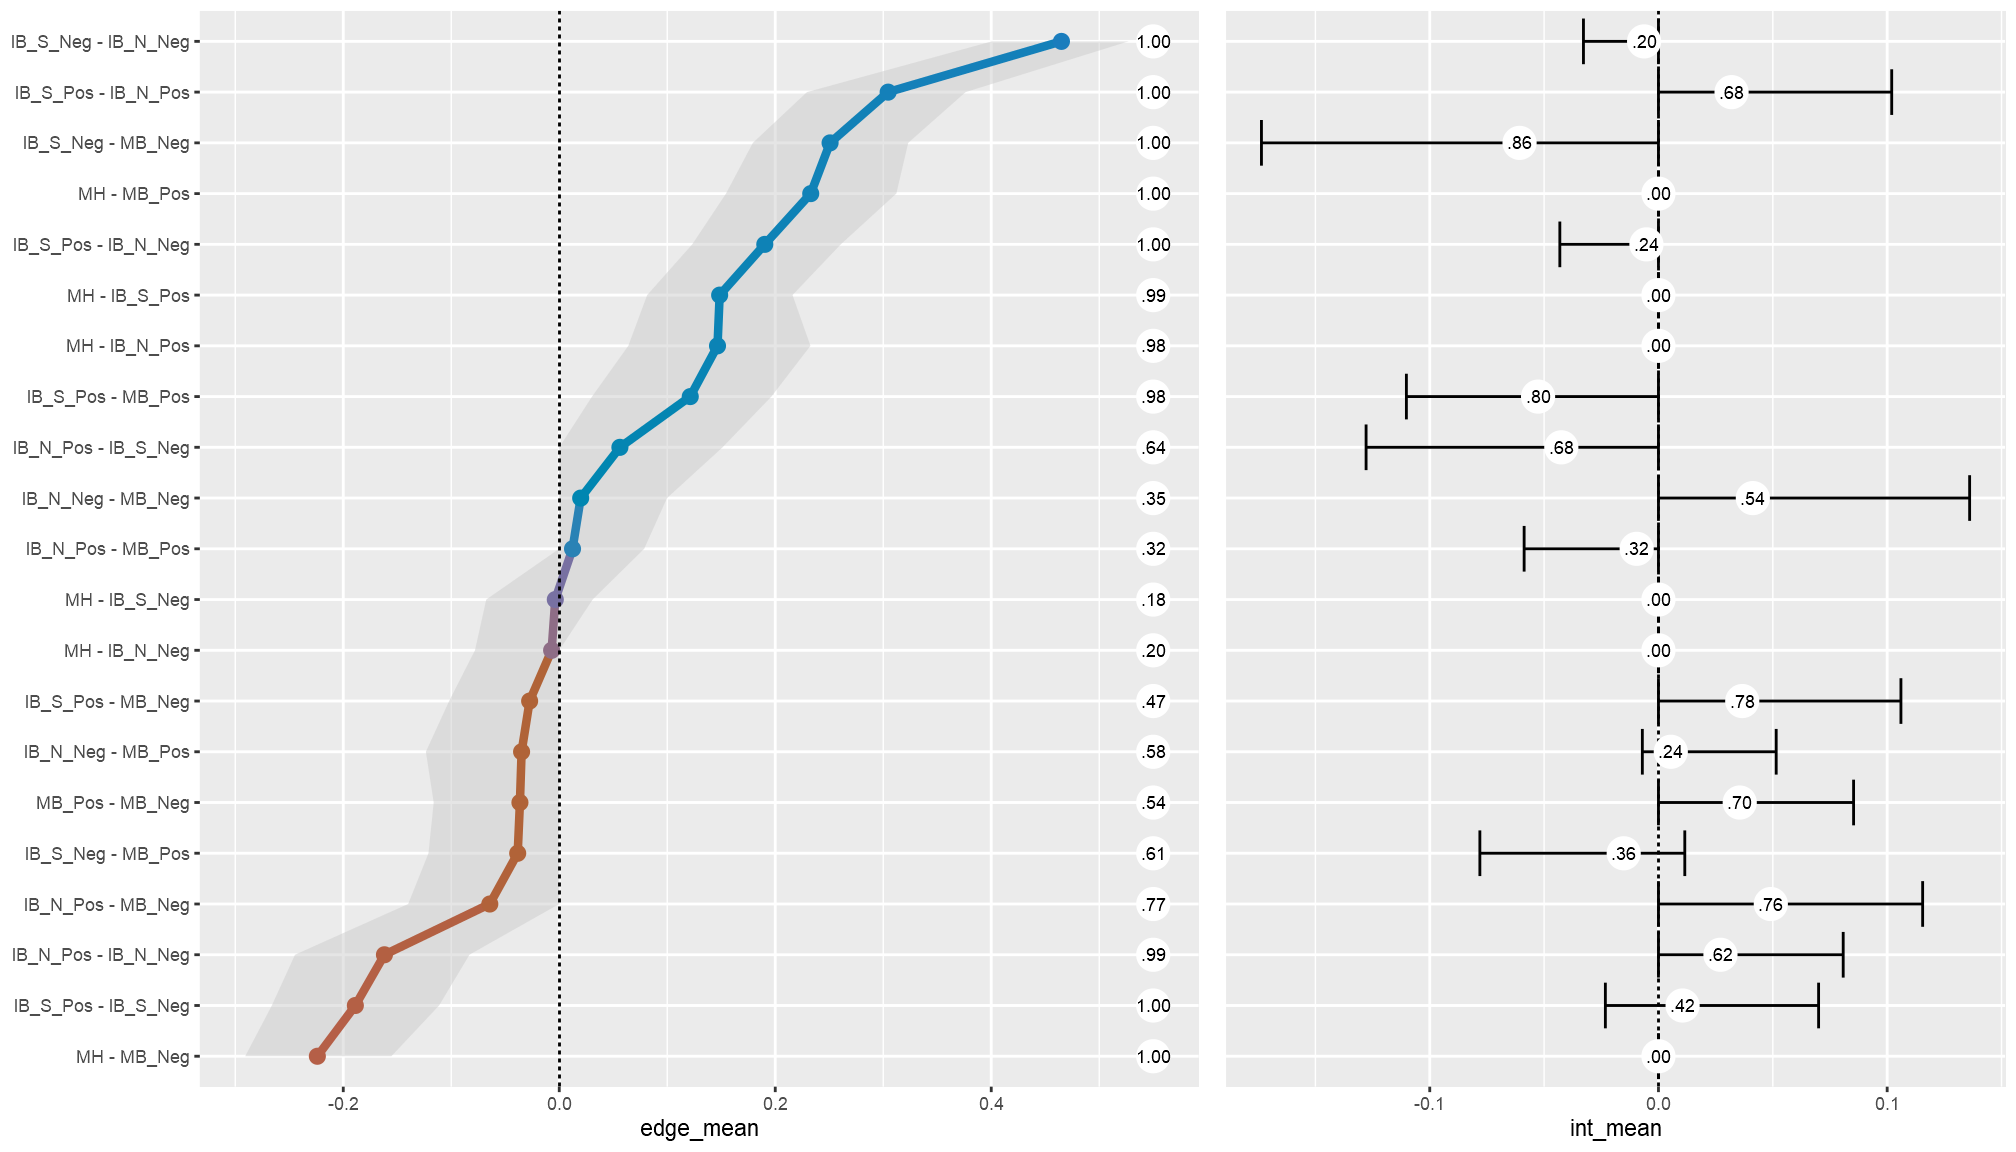 IB_S_Neg - IB_N_Neg 1.00 .20
IB_S_Pos - IB_N_Pos 1.00 .68
IB_S_Neg - MB_Neg 1.00 .86
MH - MB_Pos 1.00 .00
IB_S_Pos - IB_N_Neg 1.00 .24
MH - IB_S_Pos .99 .00
MH - IB_N_Pos .98 .00
IB_S_Pos - MB_Pos .98 .80
IB_N_Pos - IB_S_Neg .64 .68
IB_N_Neg - MB_Neg .35 .54
IB_N_Pos - MB_Pos .32 .32
MH - IB_S_Neg .18 .00
MH - IB_N_Neg .20 .00
IB_S_Pos - MB_Neg .47 .78
IB_N_Neg - MB_Pos .58 .24
MB_Pos - MB_Neg .54 .70
IB_S_Neg - MB_Pos .61 .36
IB_N_Pos - MB_Neg .77 .76
IB_N_Pos - IB_N_Neg .99 .62
IB_S_Pos - IB_S_Neg 1.00 .42
MH - MB_Neg 1.00 .00
-0.2 0.0 0.2 0.4 -0.1 0.0 0.1
edge_mean int_mean